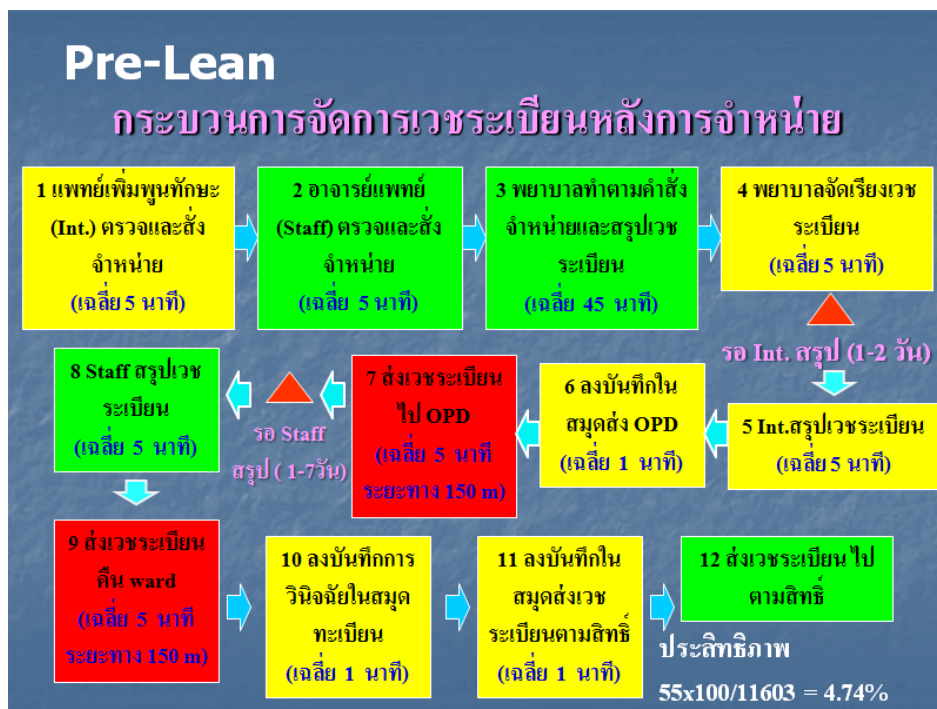 Pre-Lean
กระบวนการจัดการเวชระเบียนหลังการจำหน่าย
1 แพทย์เพิ่มพูนทักษะ
(Int.) ตรวจและสั่ง
จำหน่าย
(เฉลี่ย 5 นาที)
2 อาจารย์แพทย์
(Staff) ตรวจและสั่ง
จำหน่าย
(เฉลี่ย 5 นาที)
3 พยาบาลทำตามคำสั่ง
จำหน่ายและสรุปเวช
ระเบียน
(เฉลี่ย 45 นาที)
4 พยาบาลจัดเรียงเวช
ระเบียน
(เฉลี่ย 5 นาที)
รอ Int. สรุป (1-2 วัน)
5 Int.สรุปเวชระเบียน
(เฉลี่ย 5 นาที)
6 ลงบันทึกใน
สมุดส่ง OPD
(เฉลี่ย 1 นาที)
7 ส่งเวชระเบียน
ไป OPD
(เฉลี่ย 5 นาที
ระยะทาง 150 m)
รอ Staff
สรุป ( 1-7วัน)
8 Staff สรุปเวช
ระเบียน
(เฉลี่ย 5 นาที)
9 ส่งเวชระเบียน
คืน ward
(เฉลี่ย 5 นาที
ระยะทาง 150 m)
10 ลงบันทึกการ
วินิจฉัยในสมุด
ทะเบียน
(เฉลี่ย 1 นาที)
11 ลงบันทึกใน
สมุดส่งเวช
ระเบียนตามสิทธิ์
(เฉลี่ย 1 นาที)
12 ส่งเวชระเบียน ไป
ตามสิทธิ์
ประสิทธิภาพ
55x100/11603 = 4.74%